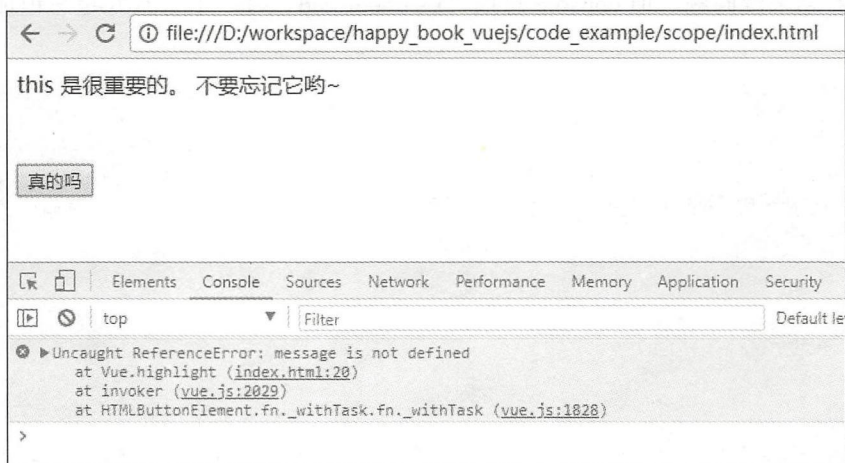 file:///D:/workspace/happy_book_vuejs/code_example/scope/index.html
this 是很重要的。 不要忘记它哟~
真的吗
Elements Console Sources Network Performance Memory Application Security
top Filter Default le
Uncaught ReferenceError: message is not defined
at Vue.highlight (index.html:20)
at invoker (vue.js:2029)
at HTMLButtonElement.fn._withTask.fn._withTask (vue.js:1828)
>